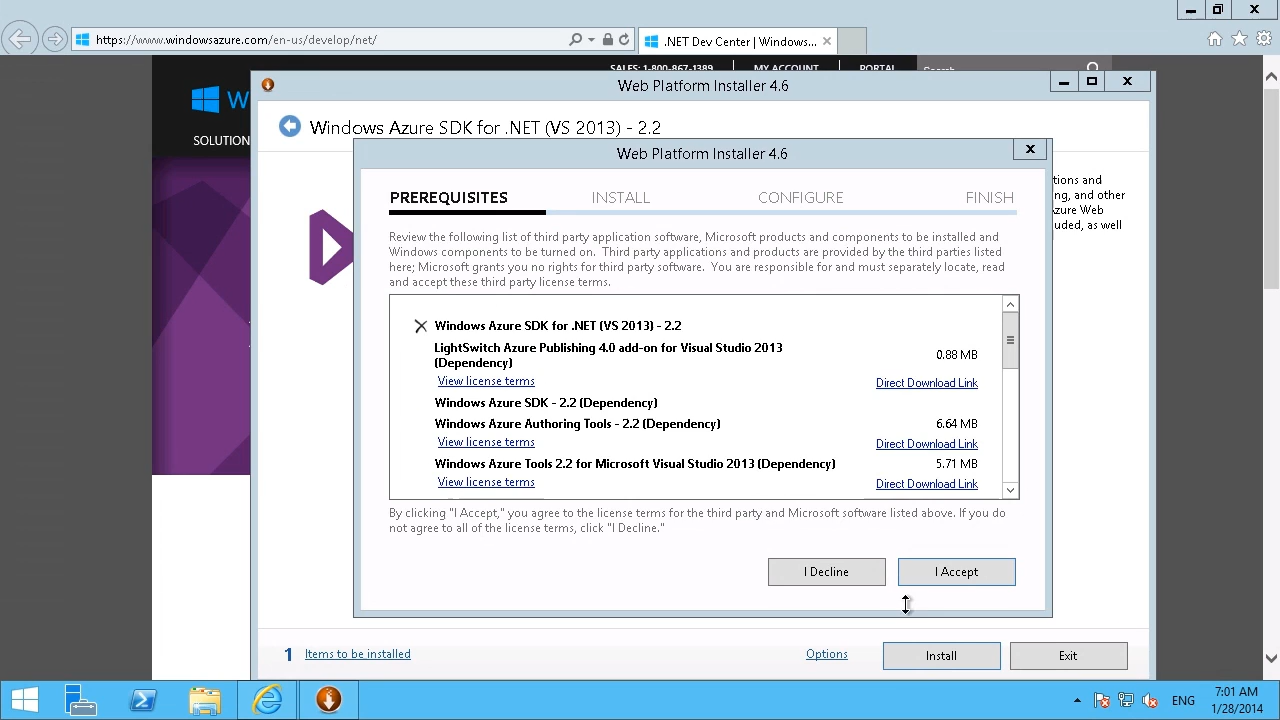 https://www.windowsazure.com/en-us/develop/net/
.NET Dev Center | Windows...
SALES: 1-800-867-1389
MY ACCOUNT
PORTAL
Search
W
SOLUTION
Web Platform Installer 4.6
Windows Azure SDK for .NET (VS 2013) - 2.2
tions and
ng, and other
Azure Web
uded, as well
Web Platform Installer 4.6
PREREQUISITES
INSTALL
CONFIGURE
FINISH
Review the following list of third party application software, Microsoft products and components to be installed and
Windows components to be turned on. Third party applications and products are provided by the third parties listed
here; Microsoft grants you no rights for third party software. You are responsible for and must separately locate, read
and accept these third party license terms.
Windows Azure SDK for .NET (VS 2013) - 2.2
LightSwitch Azure Publishing 4.0 add-on for Visual Studio 2013
(Dependency)
0.88 MB
View license terms
Direct Download Link
Windows Azure SDK - 2.2 (Dependency)
Windows Azure Authoring Tools - 2.2 (Dependency)
6.64 MB
View license terms
Direct Download Link
Windows Azure Tools 2.2 for Microsoft Visual Studio 2013 (Dependency)
5.71 MB
View license terms
Direct Download Link
By clicking "I Accept," you agree to the license terms for the third party and Microsoft software listed above. If you do
not agree to all of the license terms, click "I Decline."
I Decline
I Accept
1
Items to be installed
Options
Install
Exit
ENG
7:01 AM
1/28/2014